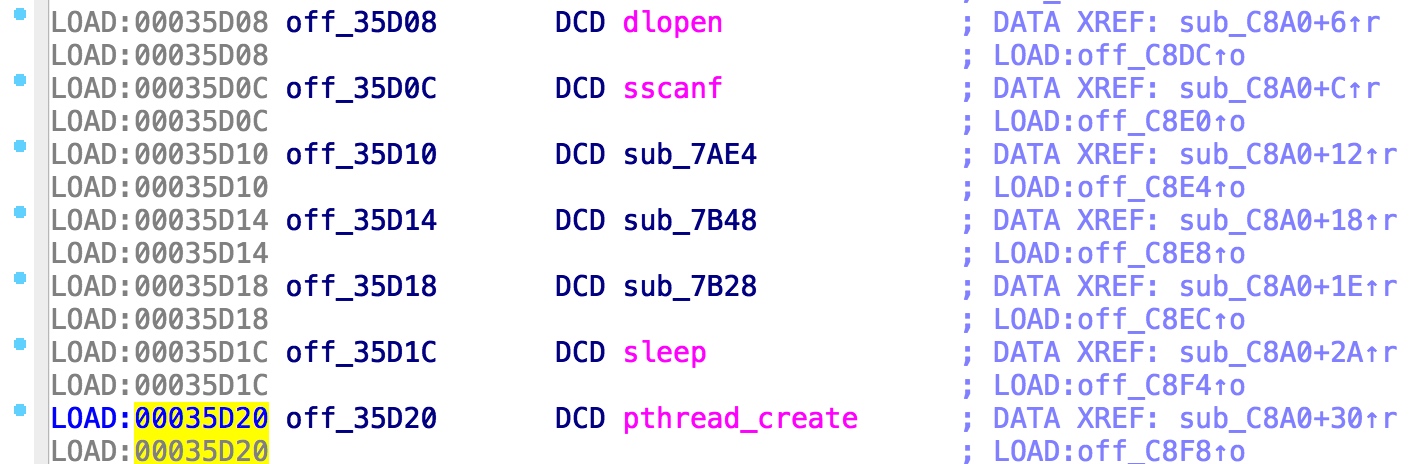 LOAD:00035D08 off_35D08 DCD dlopen ; DATA XREF: sub_C8A0+6↑r
LOAD:00035D08 ; LOAD:off_C8DC↑o
LOAD:00035D0C off_35D0C DCD sscanf ; DATA XREF: sub_C8A0+C↑r
LOAD:00035D0C ; LOAD:off_C8E0↑o
LOAD:00035D10 off_35D10 DCD sub_7AE4 ; DATA XREF: sub_C8A0+12↑r
LOAD:00035D10 ; LOAD:off_C8E4↑o
LOAD:00035D14 off_35D14 DCD sub_7B48 ; DATA XREF: sub_C8A0+18↑r
LOAD:00035D14 ; LOAD:off_C8E8↑o
LOAD:00035D18 off_35D18 DCD sub_7B28 ; DATA XREF: sub_C8A0+1E↑r
LOAD:00035D18 ; LOAD:off_C8EC↑o
LOAD:00035D1C off_35D1C DCD sleep ; DATA XREF: sub_C8A0+2A↑r
LOAD:00035D1C ; LOAD:off_C8F4↑o
LOAD:00035D20 off_35D20 DCD pthread_create ; DATA XREF: sub_C8A0+30↑r
LOAD:00035D20 ; LOAD:off_C8F8↑o